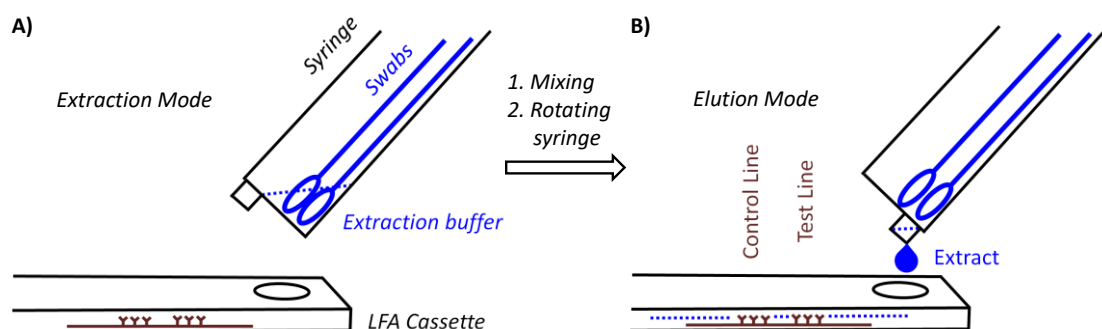 A)
Extraction Mode
Syringe
Swabs
Extraction buffer
LFA Cassette
1. Mixing
2. Rotating
syringe
B)
Elution Mode
Control Line
Test Line
Extract